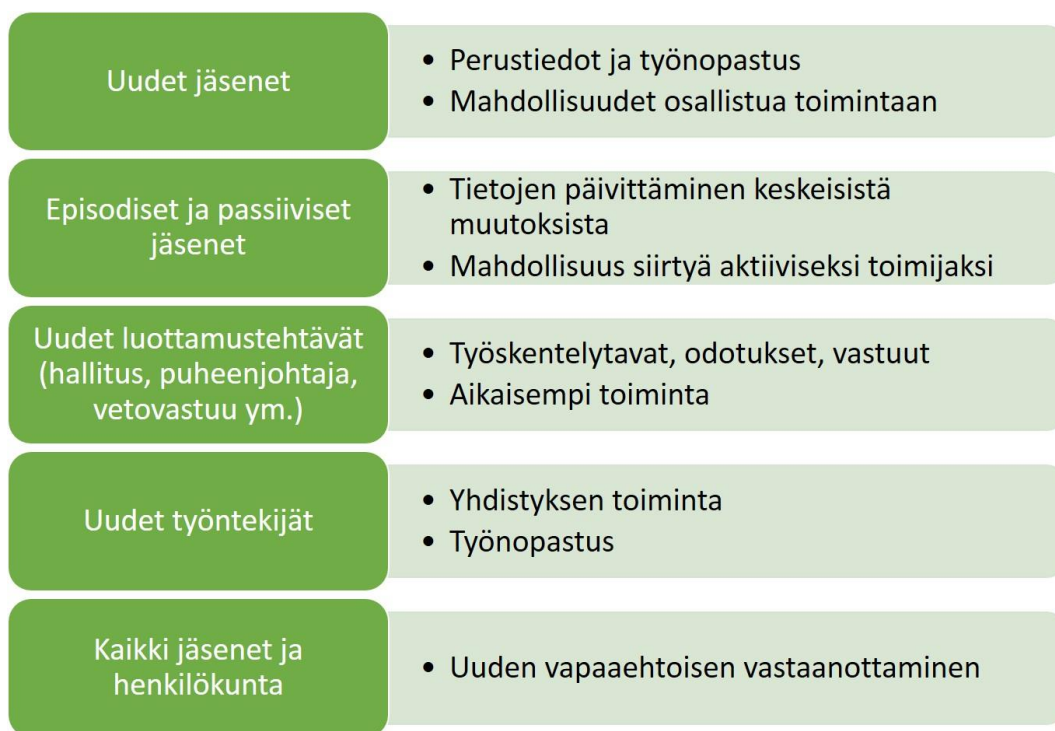 Uudet jäsenet
• Perustiedot ja työnopastus
• Mahdollisuudet osallistua toimintaan
Episodiset ja passiiviset
jäsenet
• Tietojen päivittäminen keskeisistä
muutoksista
• Mahdollisuus siirtyä aktiiviseksi toimijaksi
Uudet luottamustehtävät
(hallitus, puheenjohtaja,
vetovastuu ym.)
• Työskentelytavat, odotukset, vastuut
• Aikaisempi toiminta
Uudet työntekijät
• Yhdistyksen toiminta
• Työnopastus
Kaikki jäsenet ja
henkilökunta
• Uuden vapaaehtoisen vastaanottaminen